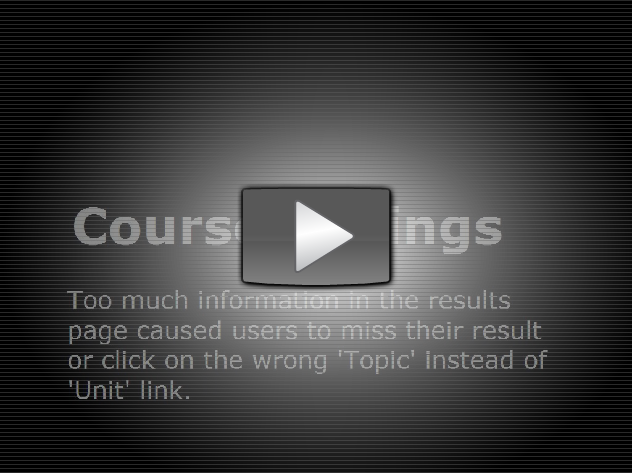 Cours ings
Too much information in the results
page caused users to miss their result
or click on the wrong 'Topic' instead of
'Unit' link.